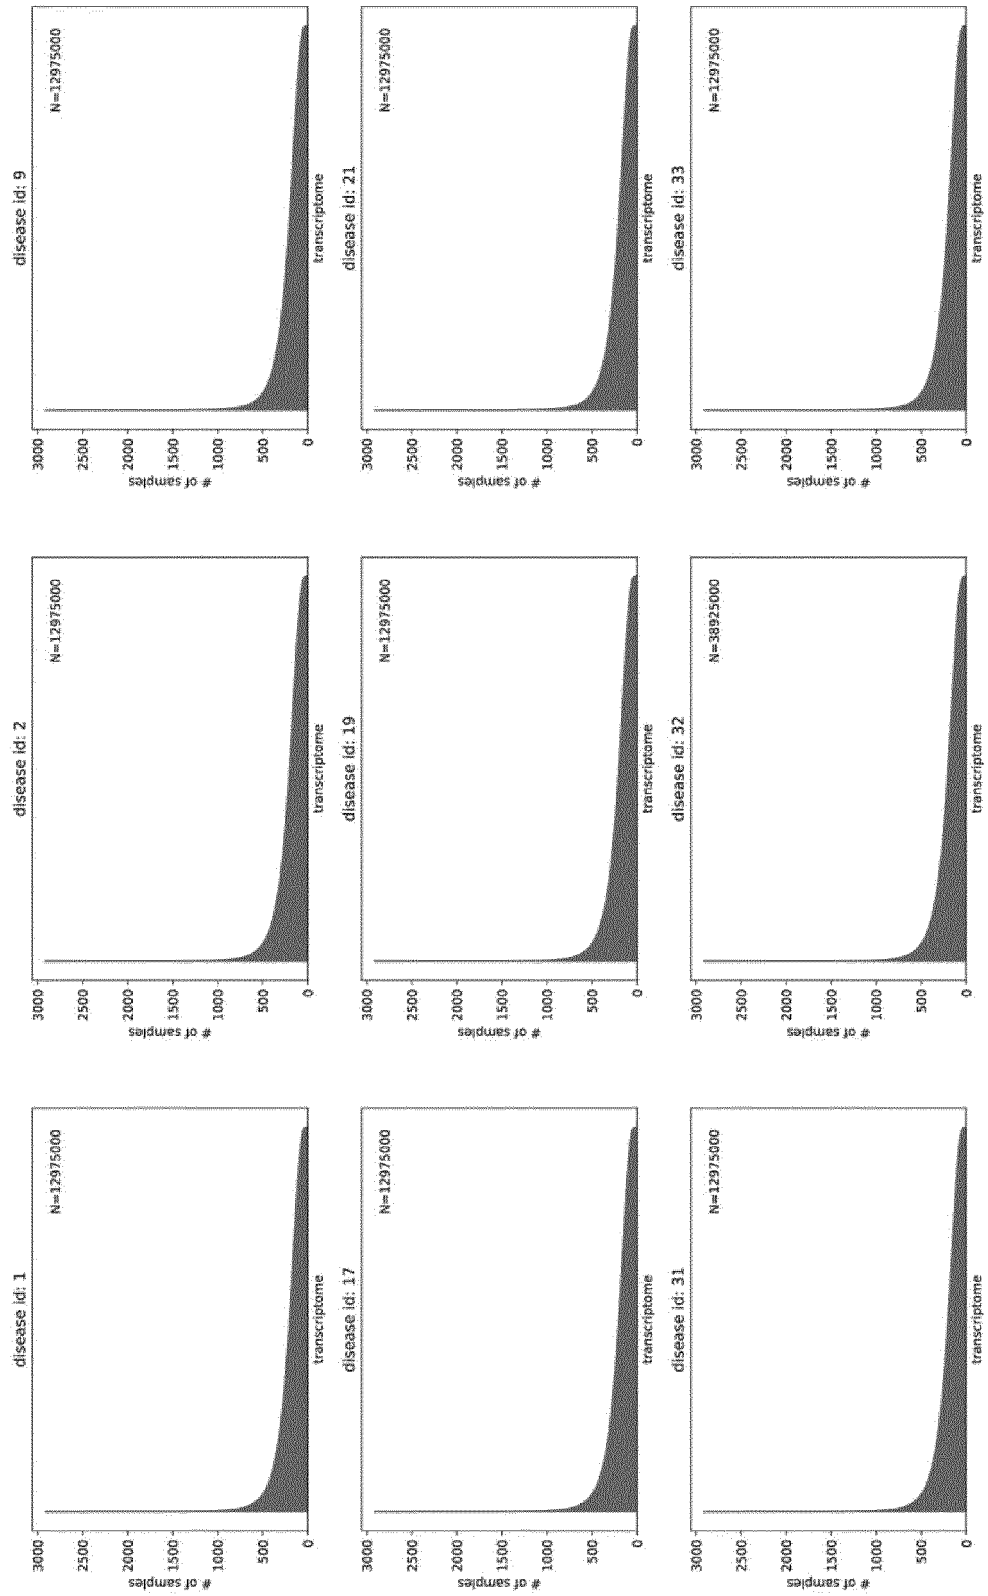 disease id: 1
N=12975000
3000
2500
2000
1500
1000
500
0
# of samples
transcriptome
disease id: 2
N=12975000
3000
2500
2000
1500
1000
500
0
# of samples
transcriptome
disease id: 9
N=12975000
3000
2500
2000
1500
1000
500
0
# of samples
transcriptome
disease id: 17
N=12975000
3000
2500
2000
1500
1000
500
0
# of samples
transcriptome
disease id: 19
N=12975000
3000
2500
2000
1500
1000
500
0
# of samples
transcriptome
disease id: 21
N=12975000
3000
2500
2000
1500
1000
500
0
# of samples
transcriptome
disease id: 31
N=12975000
3000
2500
2000
1500
1000
500
0
# of samples
transcriptome
disease id: 32
N=38925000
3000
2500
2000
1500
1000
500
0
# of samples
transcriptome
disease id: 33
N=12975000
3000
2500
2000
1500
1000
500
0
# of samples
transcriptome